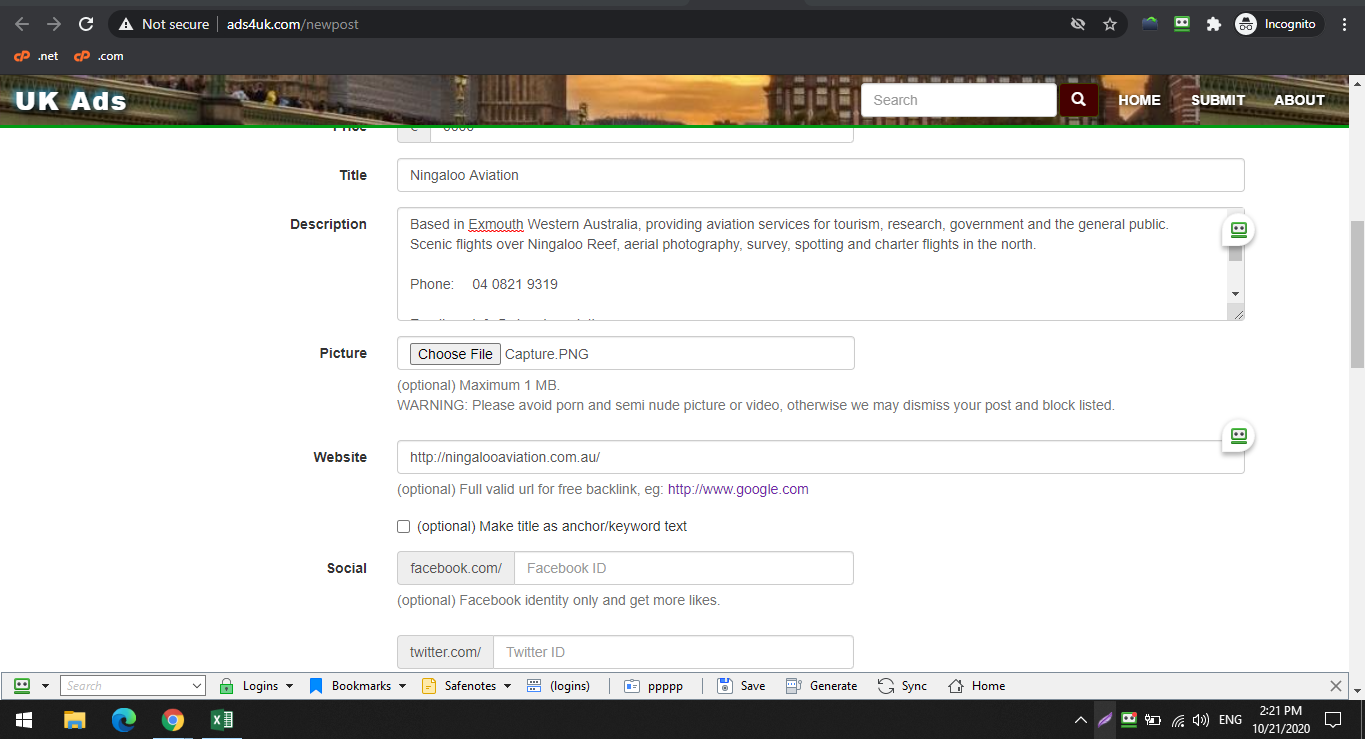 Not secure
ads4uk.com/newpost
Incognito
.net
.com
UK Ads
Search
HOME
SUBMIT
ABOUT
Price
Title
Ningaloo Aviation
Description
Based in Exmouth Western Australia, providing aviation services for tourism, research, government and the general public.
Scenic flights over Ningaloo Reef, aerial photography, survey, spotting and charter flights in the north.
Phone: 04 0821 9319
Picture
Choose File Capture.PNG
(optional) Maximum 1 MB.
WARNING: Please avoid porn and semi nude picture or video, otherwise we may dismiss your post and block listed.
Website
http://ningalooaviation.com.au/
(optional) Full valid url for free backlink, eg: http://www.google.com
(optional) Make title as anchor/keyword text
Social
facebook.com/
Facebook ID
(optional) Facebook identity only and get more likes.
twitter.com/
Twitter ID
Search
Logins
Bookmarks
Safenotes
(logins)
ppppp
Save
Generate
Sync
Home
ENG
2:21 PM
10/21/2020